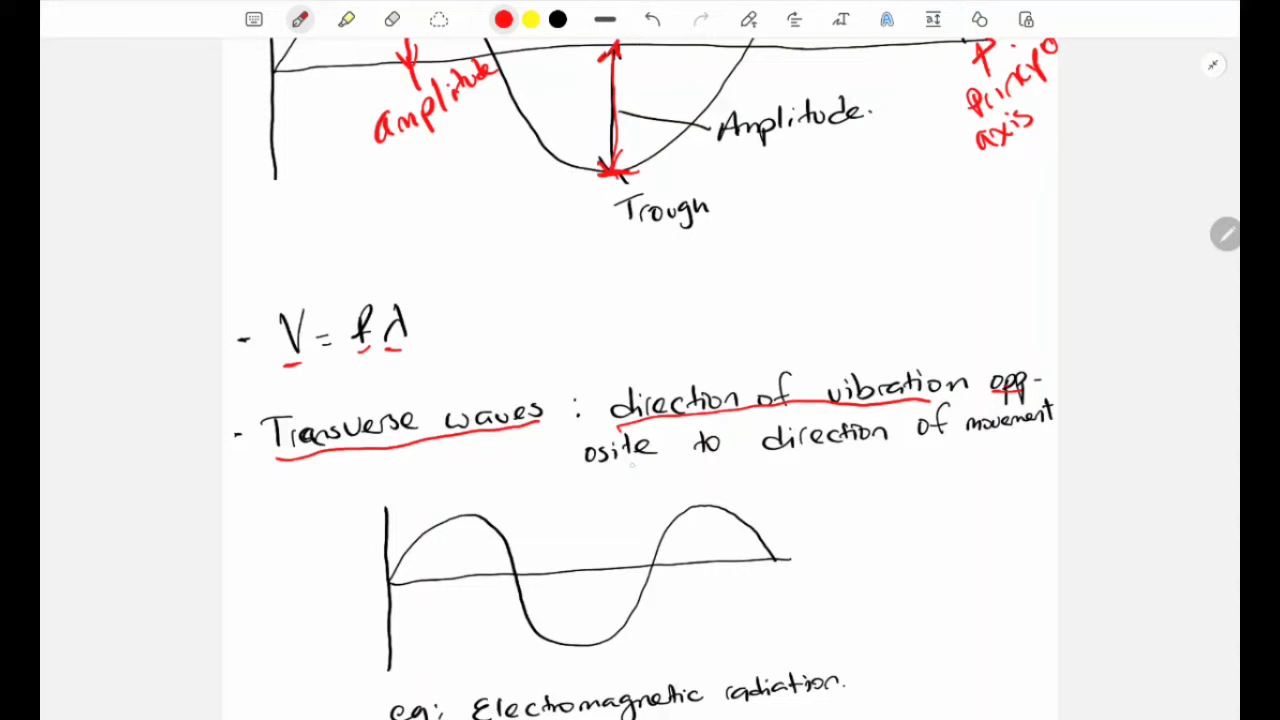 amplitude
Amplitude.
axis
Trough
- V = fλ
- Transverse waves : direction of vibration opp-
osite to direction of movement
eg: Electromagnetic radiation.